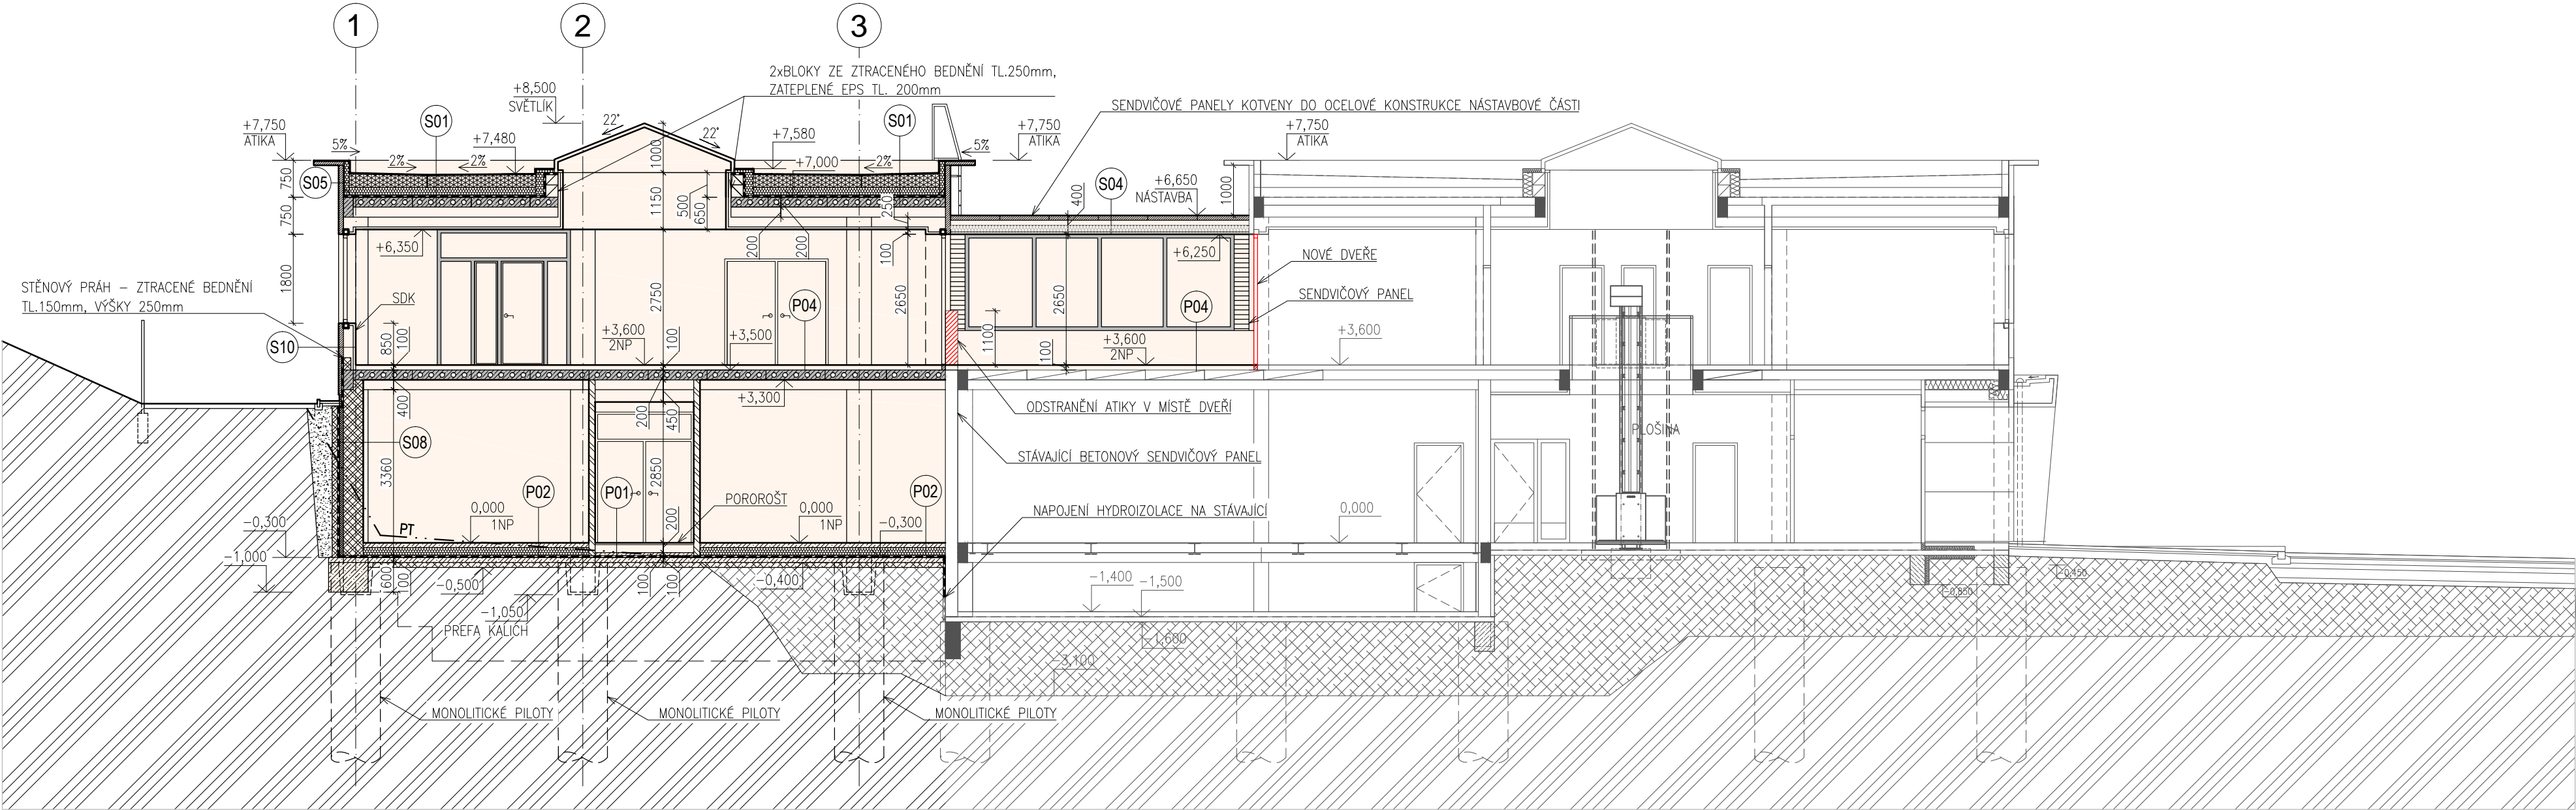 1
2
3
2xBLOKY ZE ZTRACENÉHO BEDNĚNÍ TL.250mm,
ZATEPLENÉ EPS TL. 200mm
SENDVIČOVÉ PANELY KOTVENY DO OCELOVÉ KONSTRUKCE NÁSTAVBOVÉ ČÁSTI
+8,500
SVĚTLÍK
+7,750
ATIKA
S01
+7,480
22°
22°
+7,580
S01
+7,750
ATIKA
+7,750
ATIKA
5%
2%
2%
1000
+7,000
2%
5%
S05
750
750
1150
500
650
250
400
S04
+6,650
NÁSTAVBA
1000
+6,350
200
200
100
+6,250
NOVÉ DVEŘE
STĚNOVÝ PRÁH – ZTRACENÉ BEDNĚNÍ
TL.150mm, VÝŠKY 250mm
1800
SDK
2750
P04
2650
2650
P04
SENDVIČOVÝ PANEL
S10
850
100
+3,600
2NP
100
+3,500
1100
100
+3,600
2NP
+3,600
400
200
450
+3,300
ODSTRANĚNÍ ATIKY V MÍSTĚ DVEŘÍ
S08
PLOŠINA
3360
2850
STÁVAJÍCÍ BETONOVÝ SENDVIČOVÝ PANEL
P02
P01
POROROŠT
P02
PT
0,000
1NP
200
0,000
1NP
-0,300
NAPOJENÍ HYDROIZOLACE NA STÁVAJÍCÍ
0,000
-0,300
-1,000
600
100
-0,500
100
100
-0,400
-1,400
-1,500
-0,450
-0,850
-1,050
PREFA KALICH
-1,600
-3,100
MONOLITICKÉ PILOTY
MONOLITICKÉ PILOTY
MONOLITICKÉ PILOTY